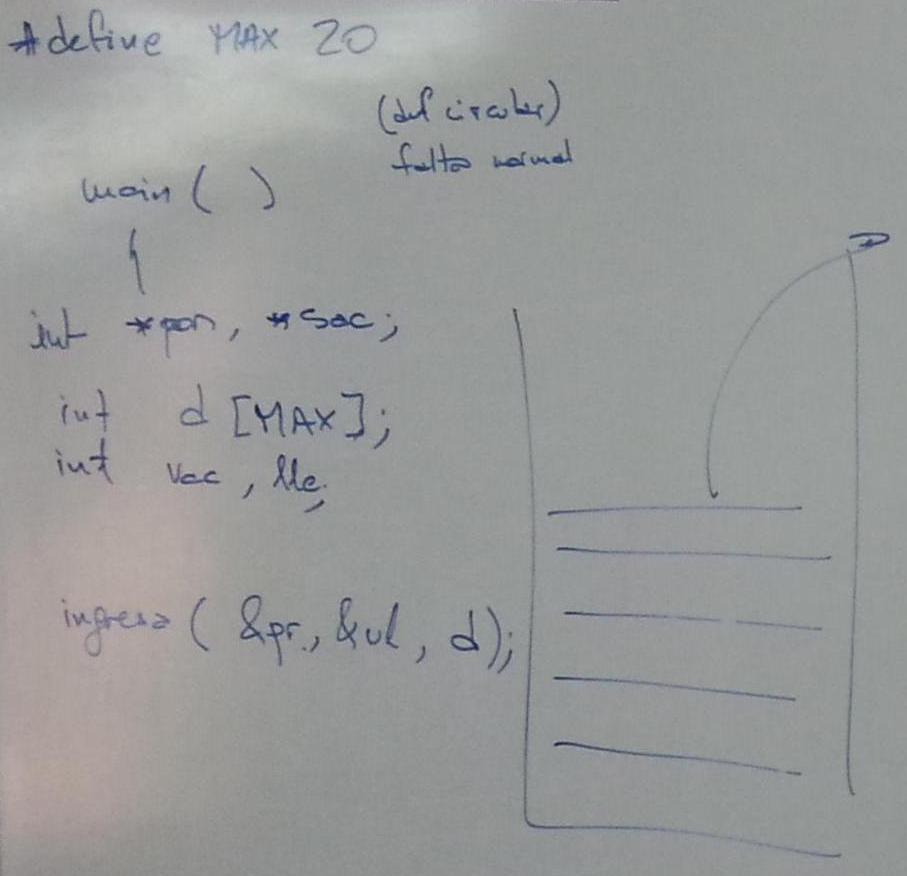 #define MAX 20
(def circular)
falta normal
main ( )
{
int *pon, *sac;
int d [MAX];
int vac, lle;
ingresa ( &pr, &ul, d);